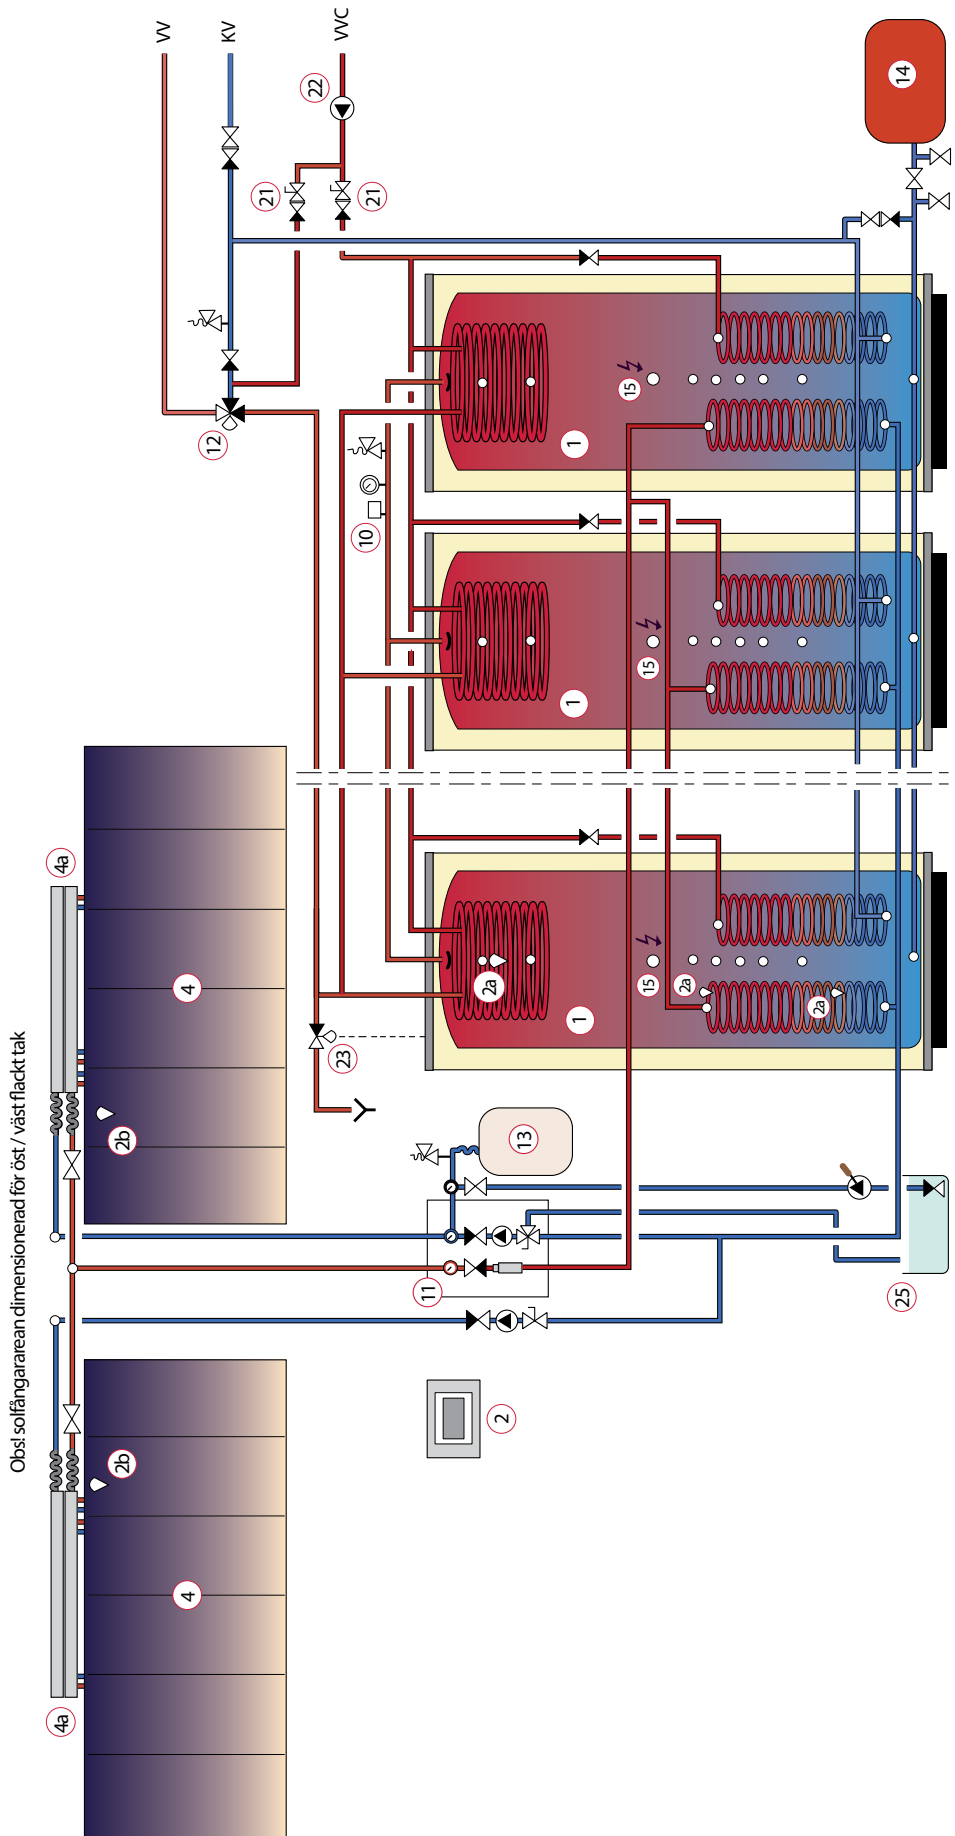 Obs! solfångararean dimensionerad för öst / väst flackt tak
VV
KV
VVC
22
21
21
12
10
14
15
1
15
1
15
1
2a
2a
2a
23
4a
4
2b
13
11
25
2
4a
4
2b